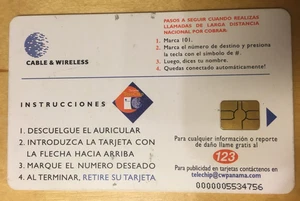 CABLE & WIRELESS
PASOS A SEGUIR CUANDO REALIZAS
LLAMADAS DE LARGA DISTANCIA
NACIONAL POR COBRAR:
1. Marca 101.
2. Marca el número de destino y presiona
la tecla con el símbolo de #.
3. Luego, dices tu nombre.
4. Quedas conectado automáticamente!
INSTRUCCIONES
1. DESCUELGUE EL AURICULAR
2. INTRODUZCA LA TARJETA CON
LA FLECHA HACIA ARRIBA
3. MARQUE EL NUMERO DESEADO
4. AL TERMINAR, RETIRE SU TARJETA
Para cualquier información o reporte
de daño llame gratis al
123
Para publicidad en tarjetas contáctenos en
telechip@cwpanama.com
0000005534756